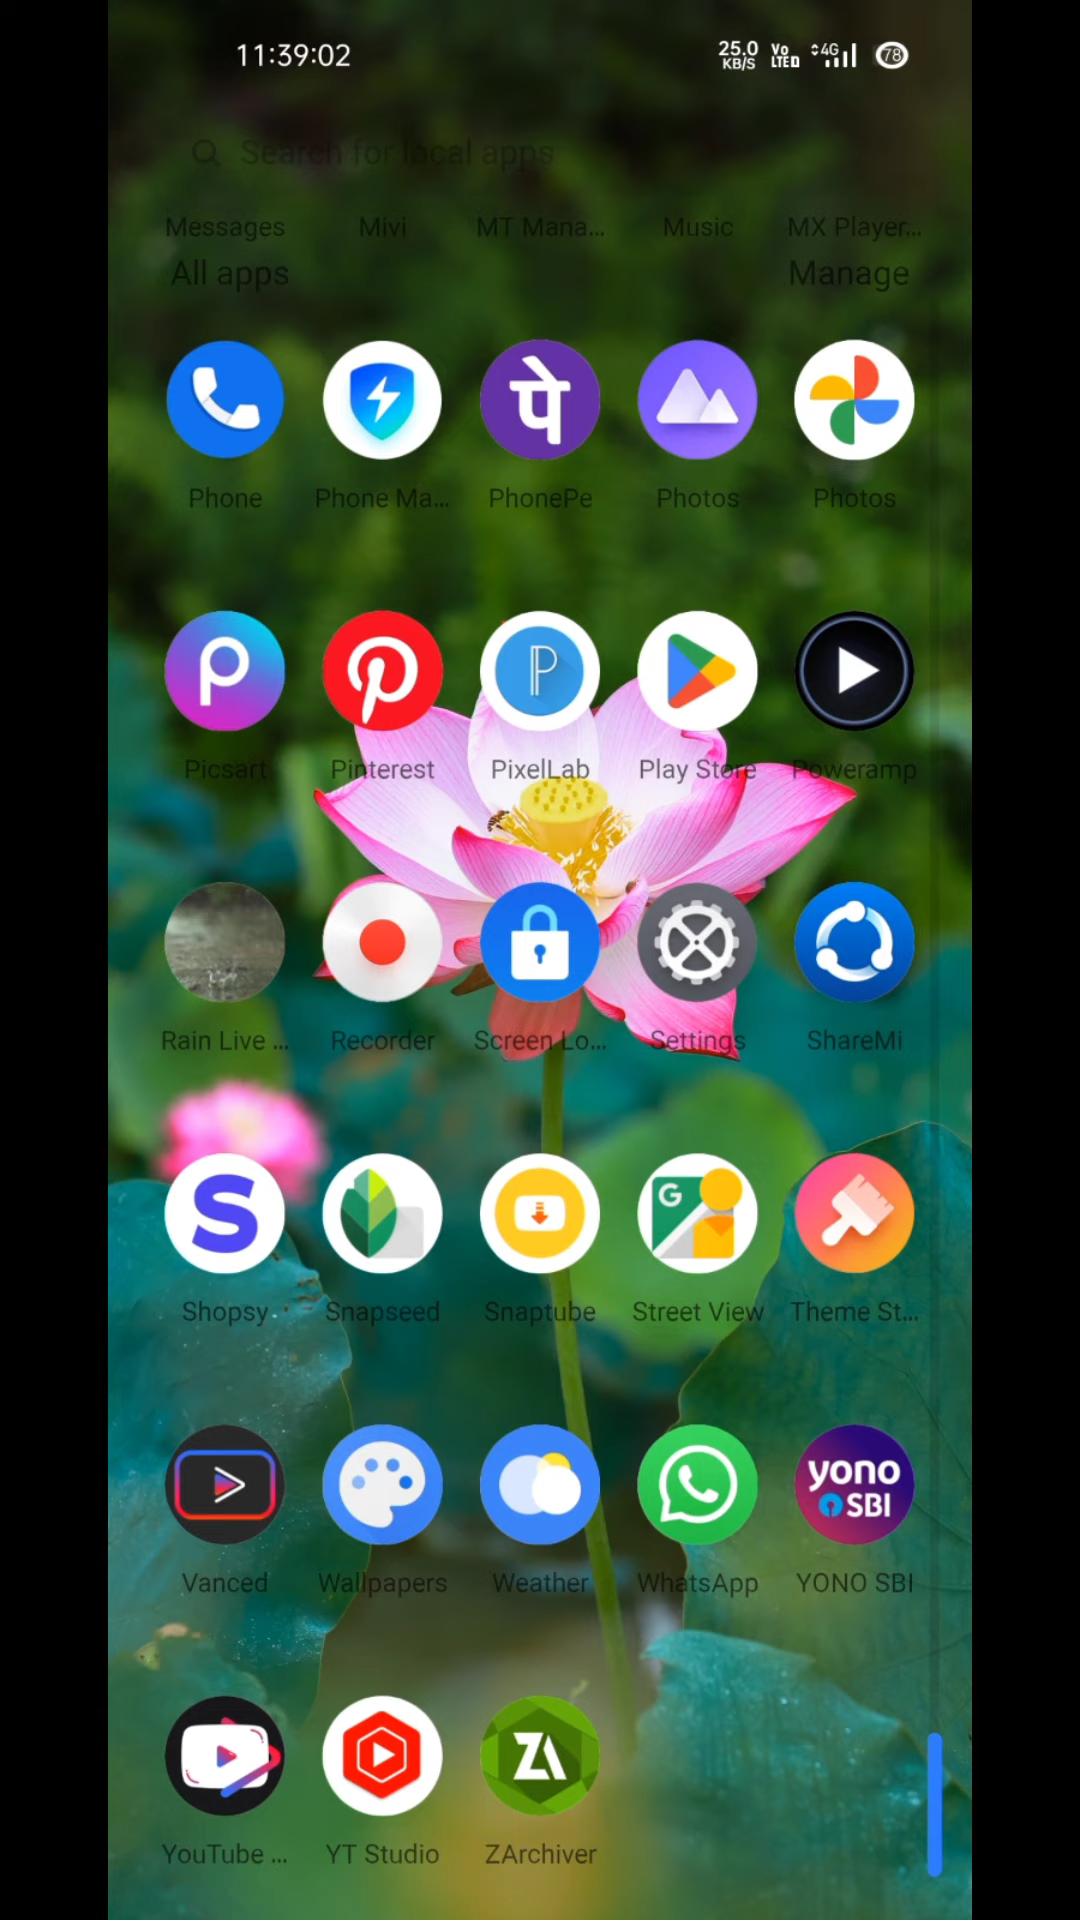 11:39:02 25.0 KB/S Vo LTE 4G 78
Search for local apps
Messages Mivi MT Mana... Music MX Player...
All apps Manage
पे
Phone Phone Ma... PhonePe Photos Photos
Picsart Pinterest PixelLab Play Store Poweramp
Rain Live ... Recorder Screen Lo... Settings ShareMi
S G
Shopsy Snapseed Snaptube Street View Theme St...
yono
SBI
Vanced Wallpapers Weather WhatsApp YONO SBI
ZA
YouTube ... YT Studio ZArchiver